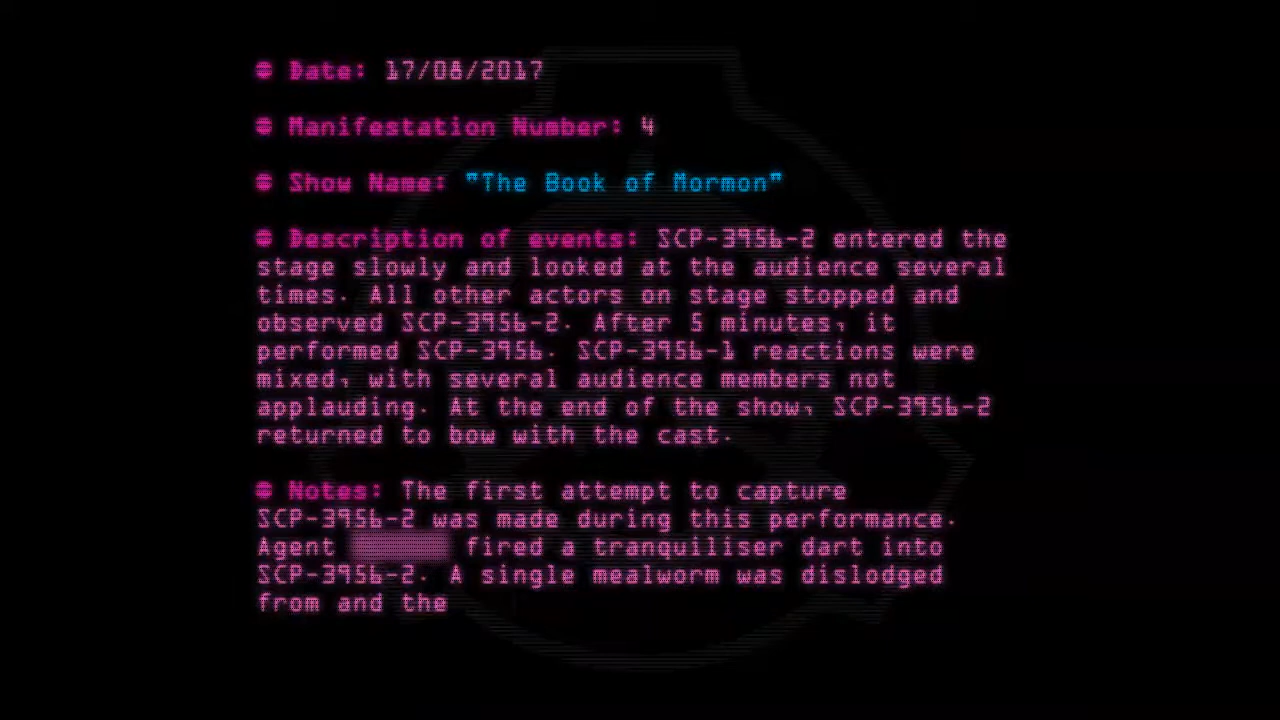 Date: 17/08/2017
Manifestation Number: 4
Show Name: "The Book of Mormon"
Description of events: SCP-3956-2 entered the
stage slowly and looked at the audience several
times. All other actors on stage stopped and
observed SCP-3956-2. After 5 minutes, it
performed SCP-3956. SCP-3956-1 reactions were
mixed, with several audience members not
applauding. At the end of the show, SCP-3956-2
returned to bow with the cast.
Notes: The first attempt to capture
SCP-3956-2 was made during this performance.
Agent fired a tranquiliser dart into
SCP-3956-2. A single mealworm was dislodged
from and the